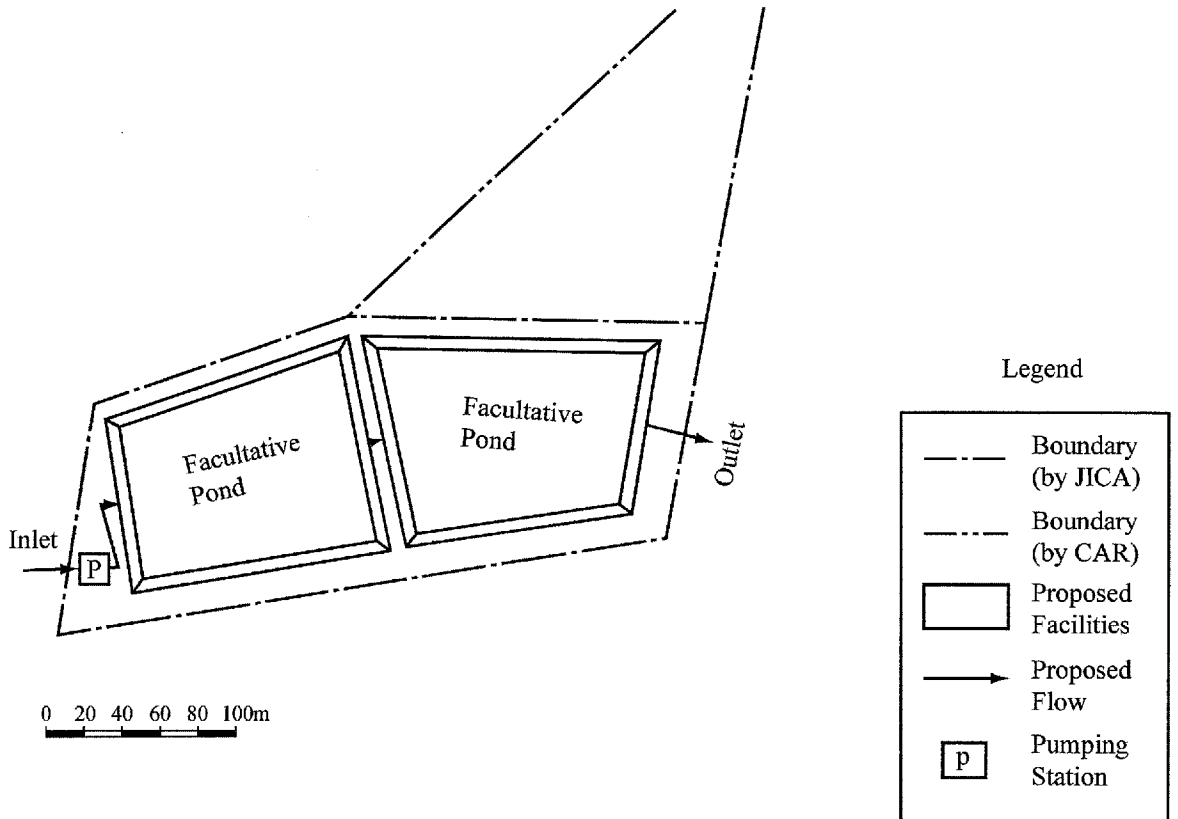 Facultative
Pond
Facultative
Pond
Inlet
P
Outlet
0 20 40 60 80 100m
Legend
Boundary
(by JICA)
Boundary
(by CAR)
Proposed
Facilities
Proposed
Flow
p
Pumping
Station